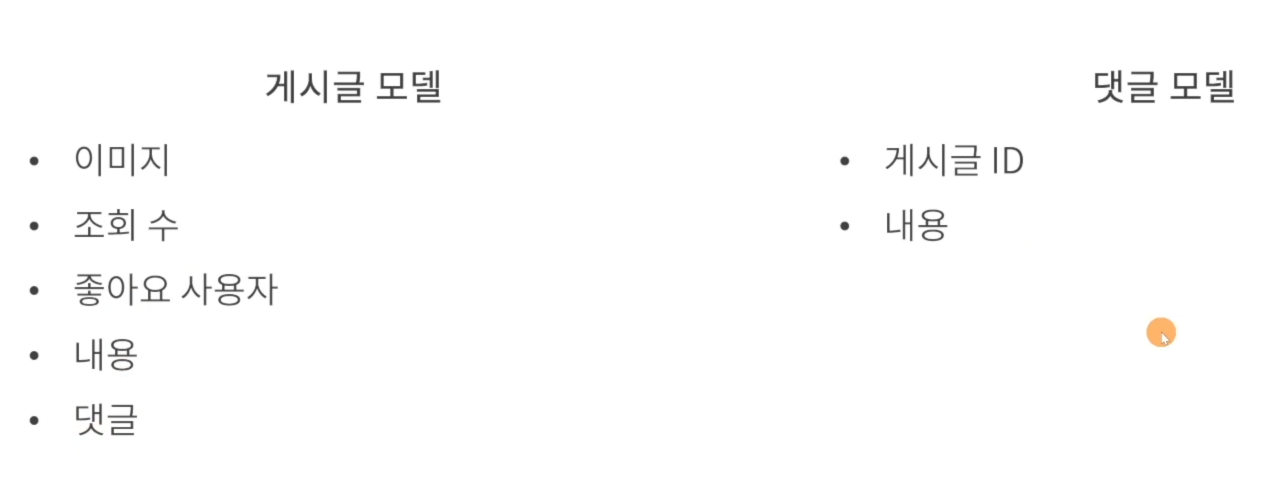 게시글 모델
• 이미지
• 조회 수
• 좋아요 사용자
• 내용
• 댓글
댓글 모델
• 게시글 ID
• 내용